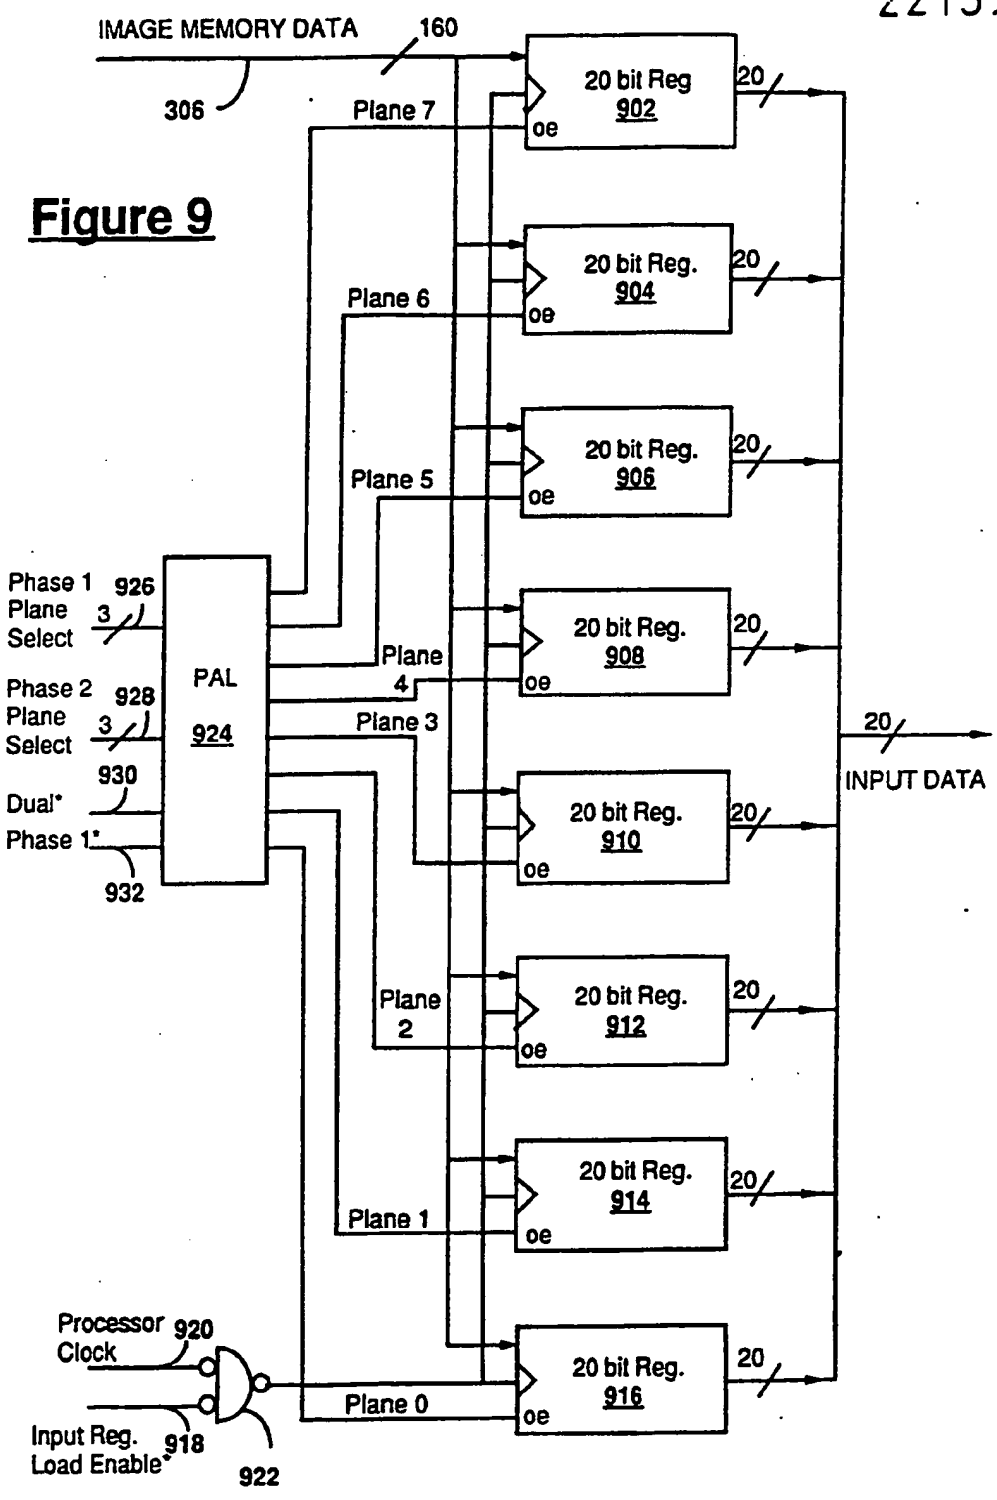 IMAGE MEMORY DATA
160
306
Figure 9
20 bit Reg
902
oe
20
Plane 7
20 bit Reg.
904
oe
20
Plane 6
20 bit Reg.
906
oe
20
Plane 5
Phase 1
Plane
Select
3
926
Phase 2
Plane
Select
3
928
Dual*
930
Phase 1*
932
PAL
924
Plane
4
20 bit Reg.
908
oe
20
Plane 3
20
INPUT DATA
20 bit Reg.
910
oe
20
Plane
2
20 bit Reg.
912
oe
20
Plane 1
20 bit Reg.
914
oe
20
Processor
Clock
920
Input Reg.
Load Enable*
918
922
Plane 0
20 bit Reg.
916
oe
20